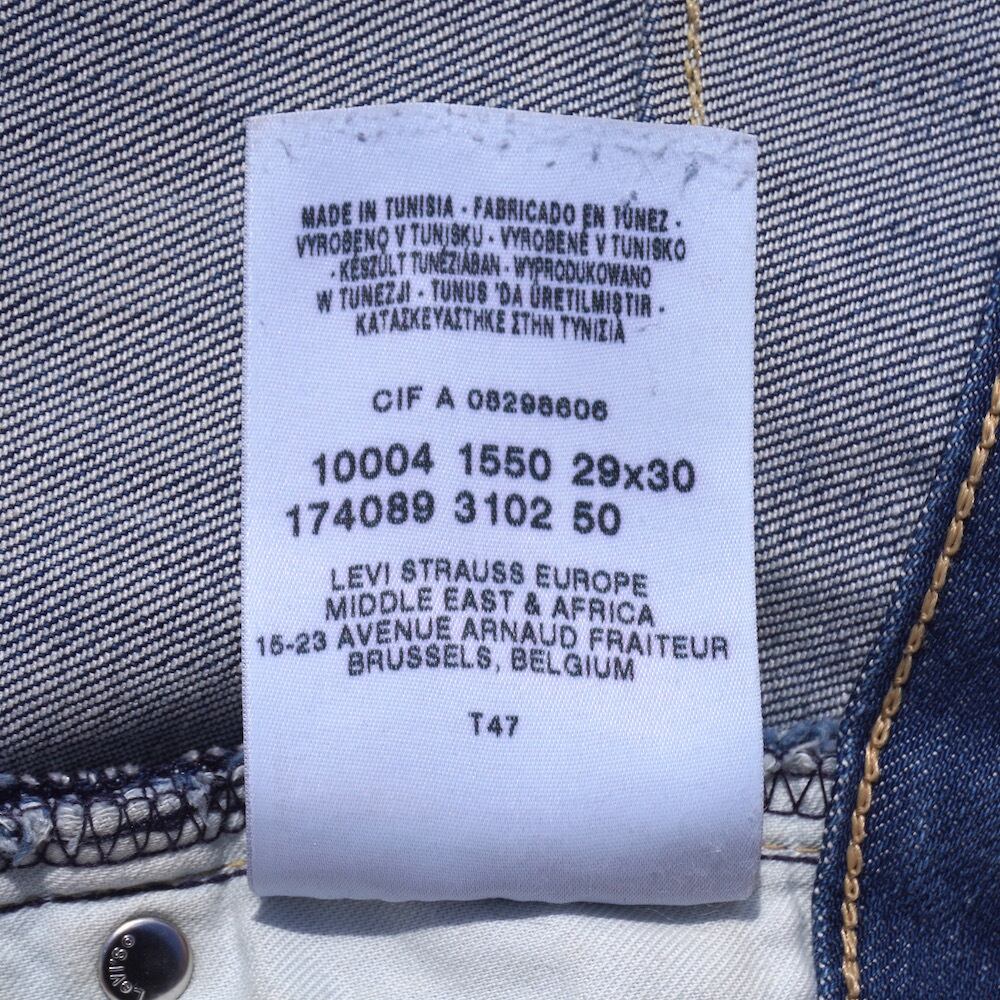 MADE IN TUNISIA · FABRICADO EN TÚNEZ ·
VYROBENO V TUNISKU · VYROBENÉ V TUNISKO
· KÉSZÜLT TUNÉZIÁBAN · WYPRODUKOWANO
W TUNEZJI · TUNUS 'DA ÜRETILMIŞTIR ·
ΚΑΤΑΣΚΕΥΑΣΤΗΚΕ ΣΤΗΝ ΤΥΝΙΣΙΑ
CIF A 08298606
10004 1550 29x30
174089 3102 50
LEVI STRAUSS EUROPE
MIDDLE EAST & AFRICA
15-23 AVENUE ARNAUD FRAITEUR
BRUSSELS, BELGIUM
T47